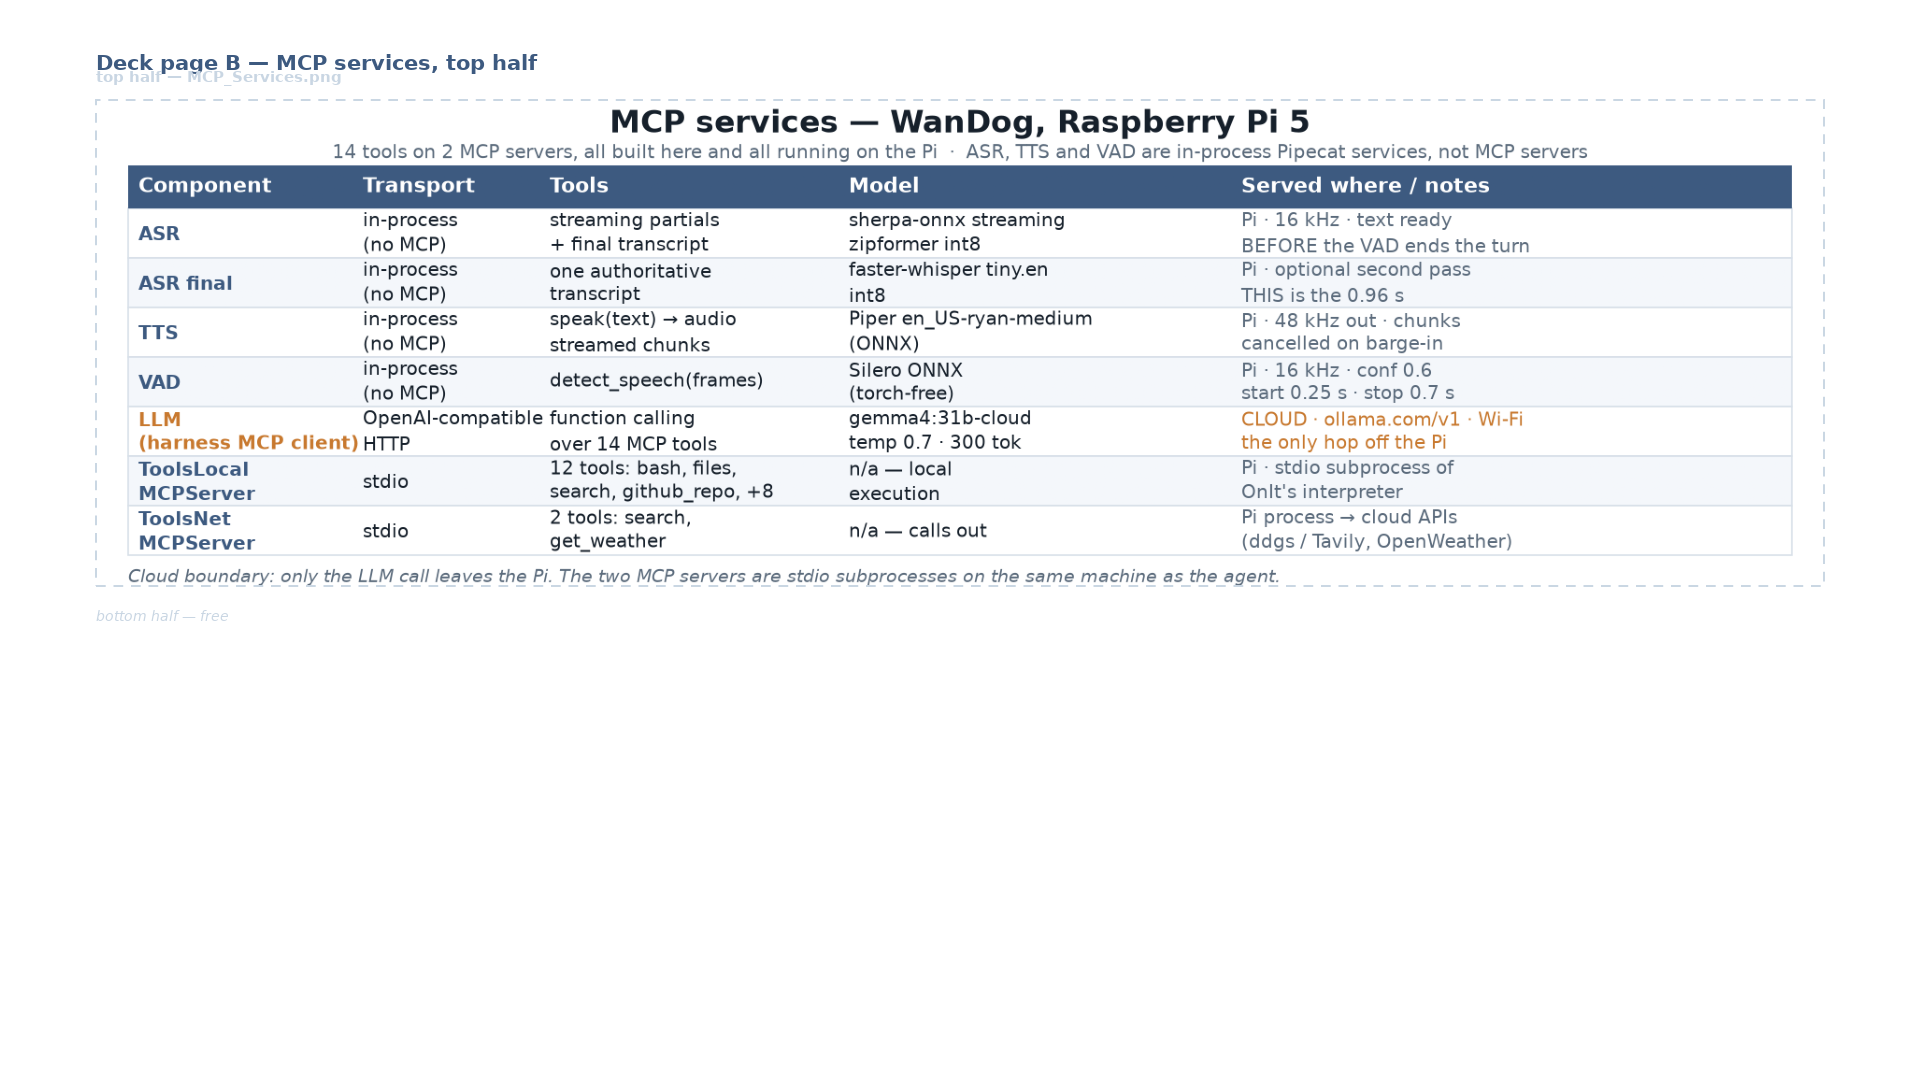 Deck page B — MCP services, top half
top half — MCP_Services.png
MCP services — WanDog, Raspberry Pi 5
14 tools on 2 MCP servers, all built here and all running on the Pi · ASR, TTS and VAD are in-process Pipecat services, not MCP servers
Component Transport Tools Model Served where / notes
ASR
in-process
(no MCP)
streaming partials
+ final transcript
sherpa-onnx streaming
zipformer int8
Pi · 16 kHz · text ready
BEFORE the VAD ends the turn
ASR final
in-process
(no MCP)
one authoritative
transcript
faster-whisper tiny.en
int8
Pi · optional second pass
THIS is the 0.96 s
TTS
in-process
(no MCP)
speak(text) → audio
streamed chunks
Piper en_US-ryan-medium
(ONNX)
Pi · 48 kHz out · chunks
cancelled on barge-in
VAD
in-process
(no MCP)
detect_speech(frames)
Silero ONNX
(torch-free)
Pi · 16 kHz · conf 0.6
start 0.25 s · stop 0.7 s
LLM
(harness MCP client)
OpenAI-compatible
HTTP
function calling
over 14 MCP tools
gemma4:31b-cloud
temp 0.7 · 300 tok
CLOUD · ollama.com/v1 · Wi-Fi
the only hop off the Pi
ToolsLocal
MCPServer
stdio
12 tools: bash, files,
search, github_repo, +8
n/a — local
execution
Pi · stdio subprocess of
OnIt's interpreter
ToolsNet
MCPServer
stdio
2 tools: search,
get_weather
n/a — calls out
Pi process → cloud APIs
(ddgs / Tavily, OpenWeather)
Cloud boundary: only the LLM call leaves the Pi. The two MCP servers are stdio subprocesses on the same machine as the agent.
bottom half — free